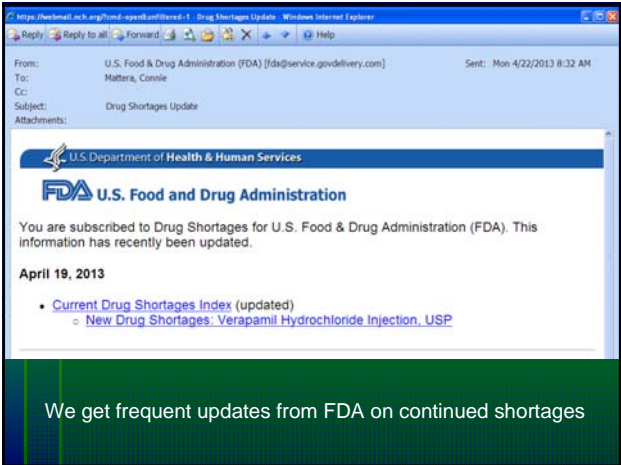 https://webmail.nch.org/?cmd=open&unfiltered=1 - Drug Shortages Update - Windows Internet Explorer
Reply Reply to all Forward Help
From: U.S. Food & Drug Administration (FDA) [fda@service.govdelivery.com] Sent: Mon 4/22/2013 8:32 AM
To: Mattera, Connie
Cc:
Subject: Drug Shortages Update
Attachments:
U.S. Department of Health & Human Services
FDA U.S. Food and Drug Administration
You are subscribed to Drug Shortages for U.S. Food & Drug Administration (FDA). This
information has recently been updated.
April 19, 2013
• Current Drug Shortages Index (updated)
○ New Drug Shortages: Verapamil Hydrochloride Injection, USP
We get frequent updates from FDA on continued shortages